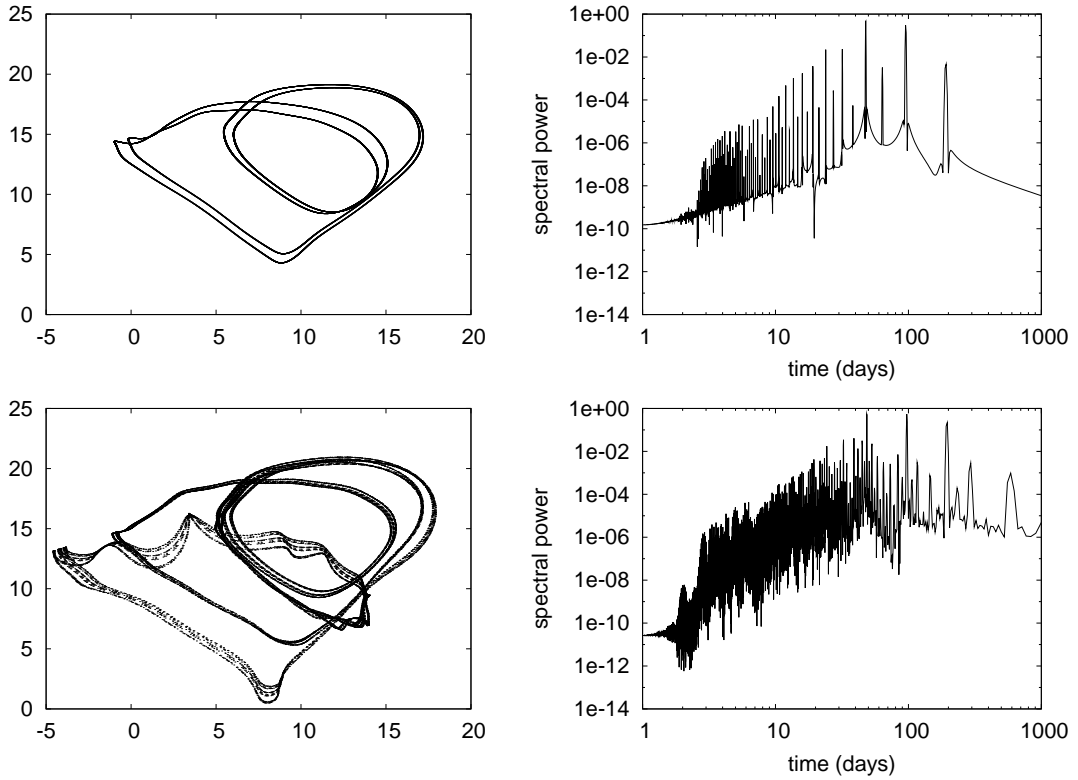 25
20
15
10
5
0
-5 0 5 10 15 20
spectral power
1e+00
1e-02
1e-04
1e-06
1e-08
1e-10
1e-12
1e-14
1 10 100 1000
time (days)
25
20
15
10
5
0
-5 0 5 10 15 20
spectral power
1e+00
1e-02
1e-04
1e-06
1e-08
1e-10
1e-12
1e-14
1 10 100 1000
time (days)